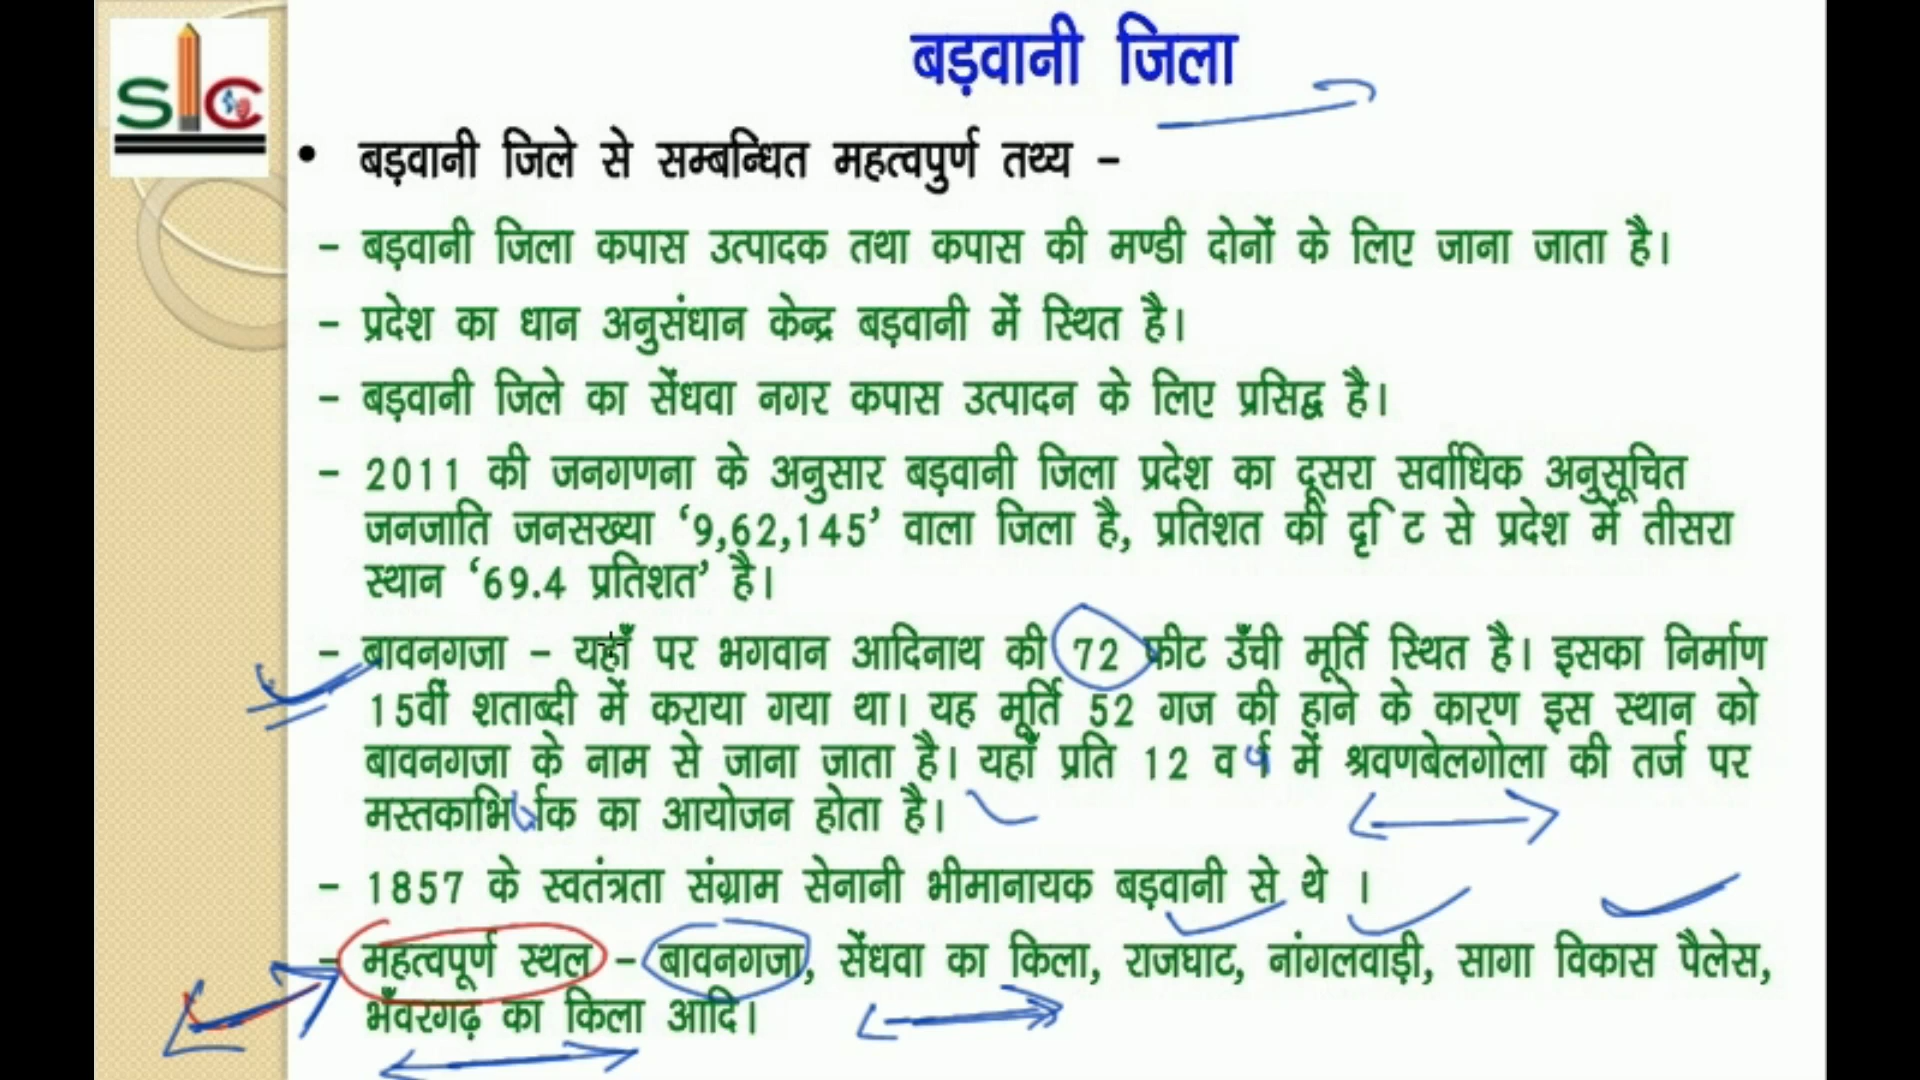 SIC
बड़वानी जिला
• बड़वानी जिले से सम्बन्धित महत्वपुर्ण तथ्य –
– बड़वानी जिला कपास उत्पादक तथा कपास की मण्डी दोनों के लिए जाना जाता है।
– प्रदेश का धान अनुसंधान केन्द्र बड़वानी में स्थित है।
– बड़वानी जिले का सेंधवा नगर कपास उत्पादन के लिए प्रसिद्ध है।
– 2011 की जनगणना के अनुसार बड़वानी जिला प्रदेश का दूसरा सर्वाधिक अनुसूचित
जनजाति जनसख्या ‘9,62,145’ वाला जिला है, प्रतिशत की से प्रदेश में तीसरा
स्थान ‘69.4 प्रतिशत’ है।
– बावनगजा – यहाँ पर भगवान आदिनाथ की 72 फीट उँची मूर्ति स्थित है। इसका निर्माण
15वीं शताब्दी में कराया गया था। यह मूर्ति 52 गज की होने के कारण इस स्थान को
बावनगजा के नाम से जाना जाता है। यहाँ प्रति 12 में श्रवणबेलगोला की तर्ज पर
का आयोजन होता है।
– 1857 के स्वतंत्रता संग्राम सेनानी भीमानायक बड़वानी से थे ।
– महत्वपूर्ण स्थल – बावनगजा, सेंधवा का किला, राजघाट, नांगलवाड़ी, सागा विकास पैलेस,
भँवरगढ़ का किला आदि।